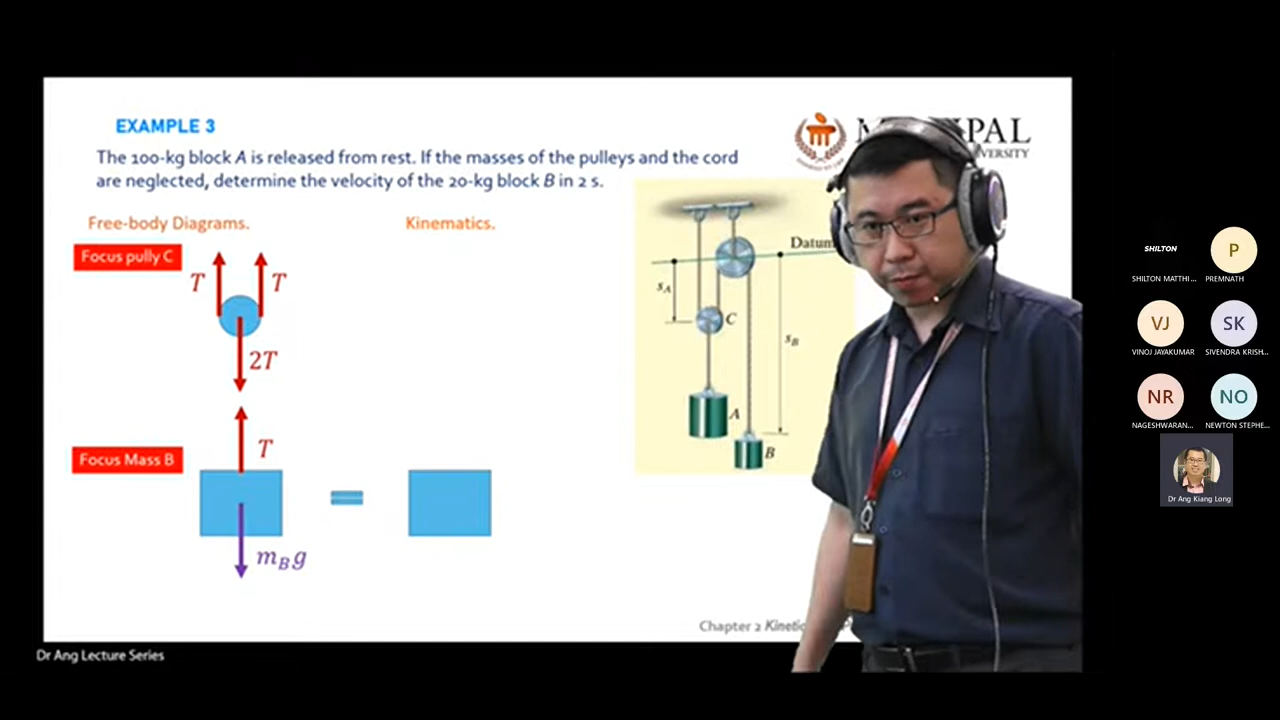 EXAMPLE 3
The 100-kg block A is released from rest. If the masses of the pulleys and the cord
are neglected, determine the velocity of the 20-kg block B in 2 s.
Free-body Diagrams.
Kinematics.
Focus pully C
T
T
2T
Focus Mass B
T
m_B g
Datum
s_A
C
s_B
A
B
PAL
Chapter 2
Dr Ang Lecture Series
SHILTON
P
SHILTON MATTHI...
PREMNATH
VJ
SK
VINOJ JAYAKUMAR
SIVENDRA KRISH...
NR
NO
NAGESHWARAN...
NEWTON STEPHE...
Dr Ang Kiang Long